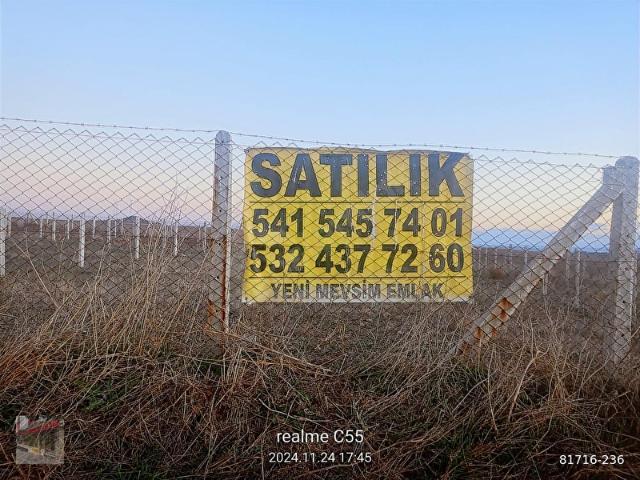 SATILIK
541 545 74 01
532 437 72 60
YENİ MEVSİM EMLAK
realme C55
2024.11.24 17:45
81716-236